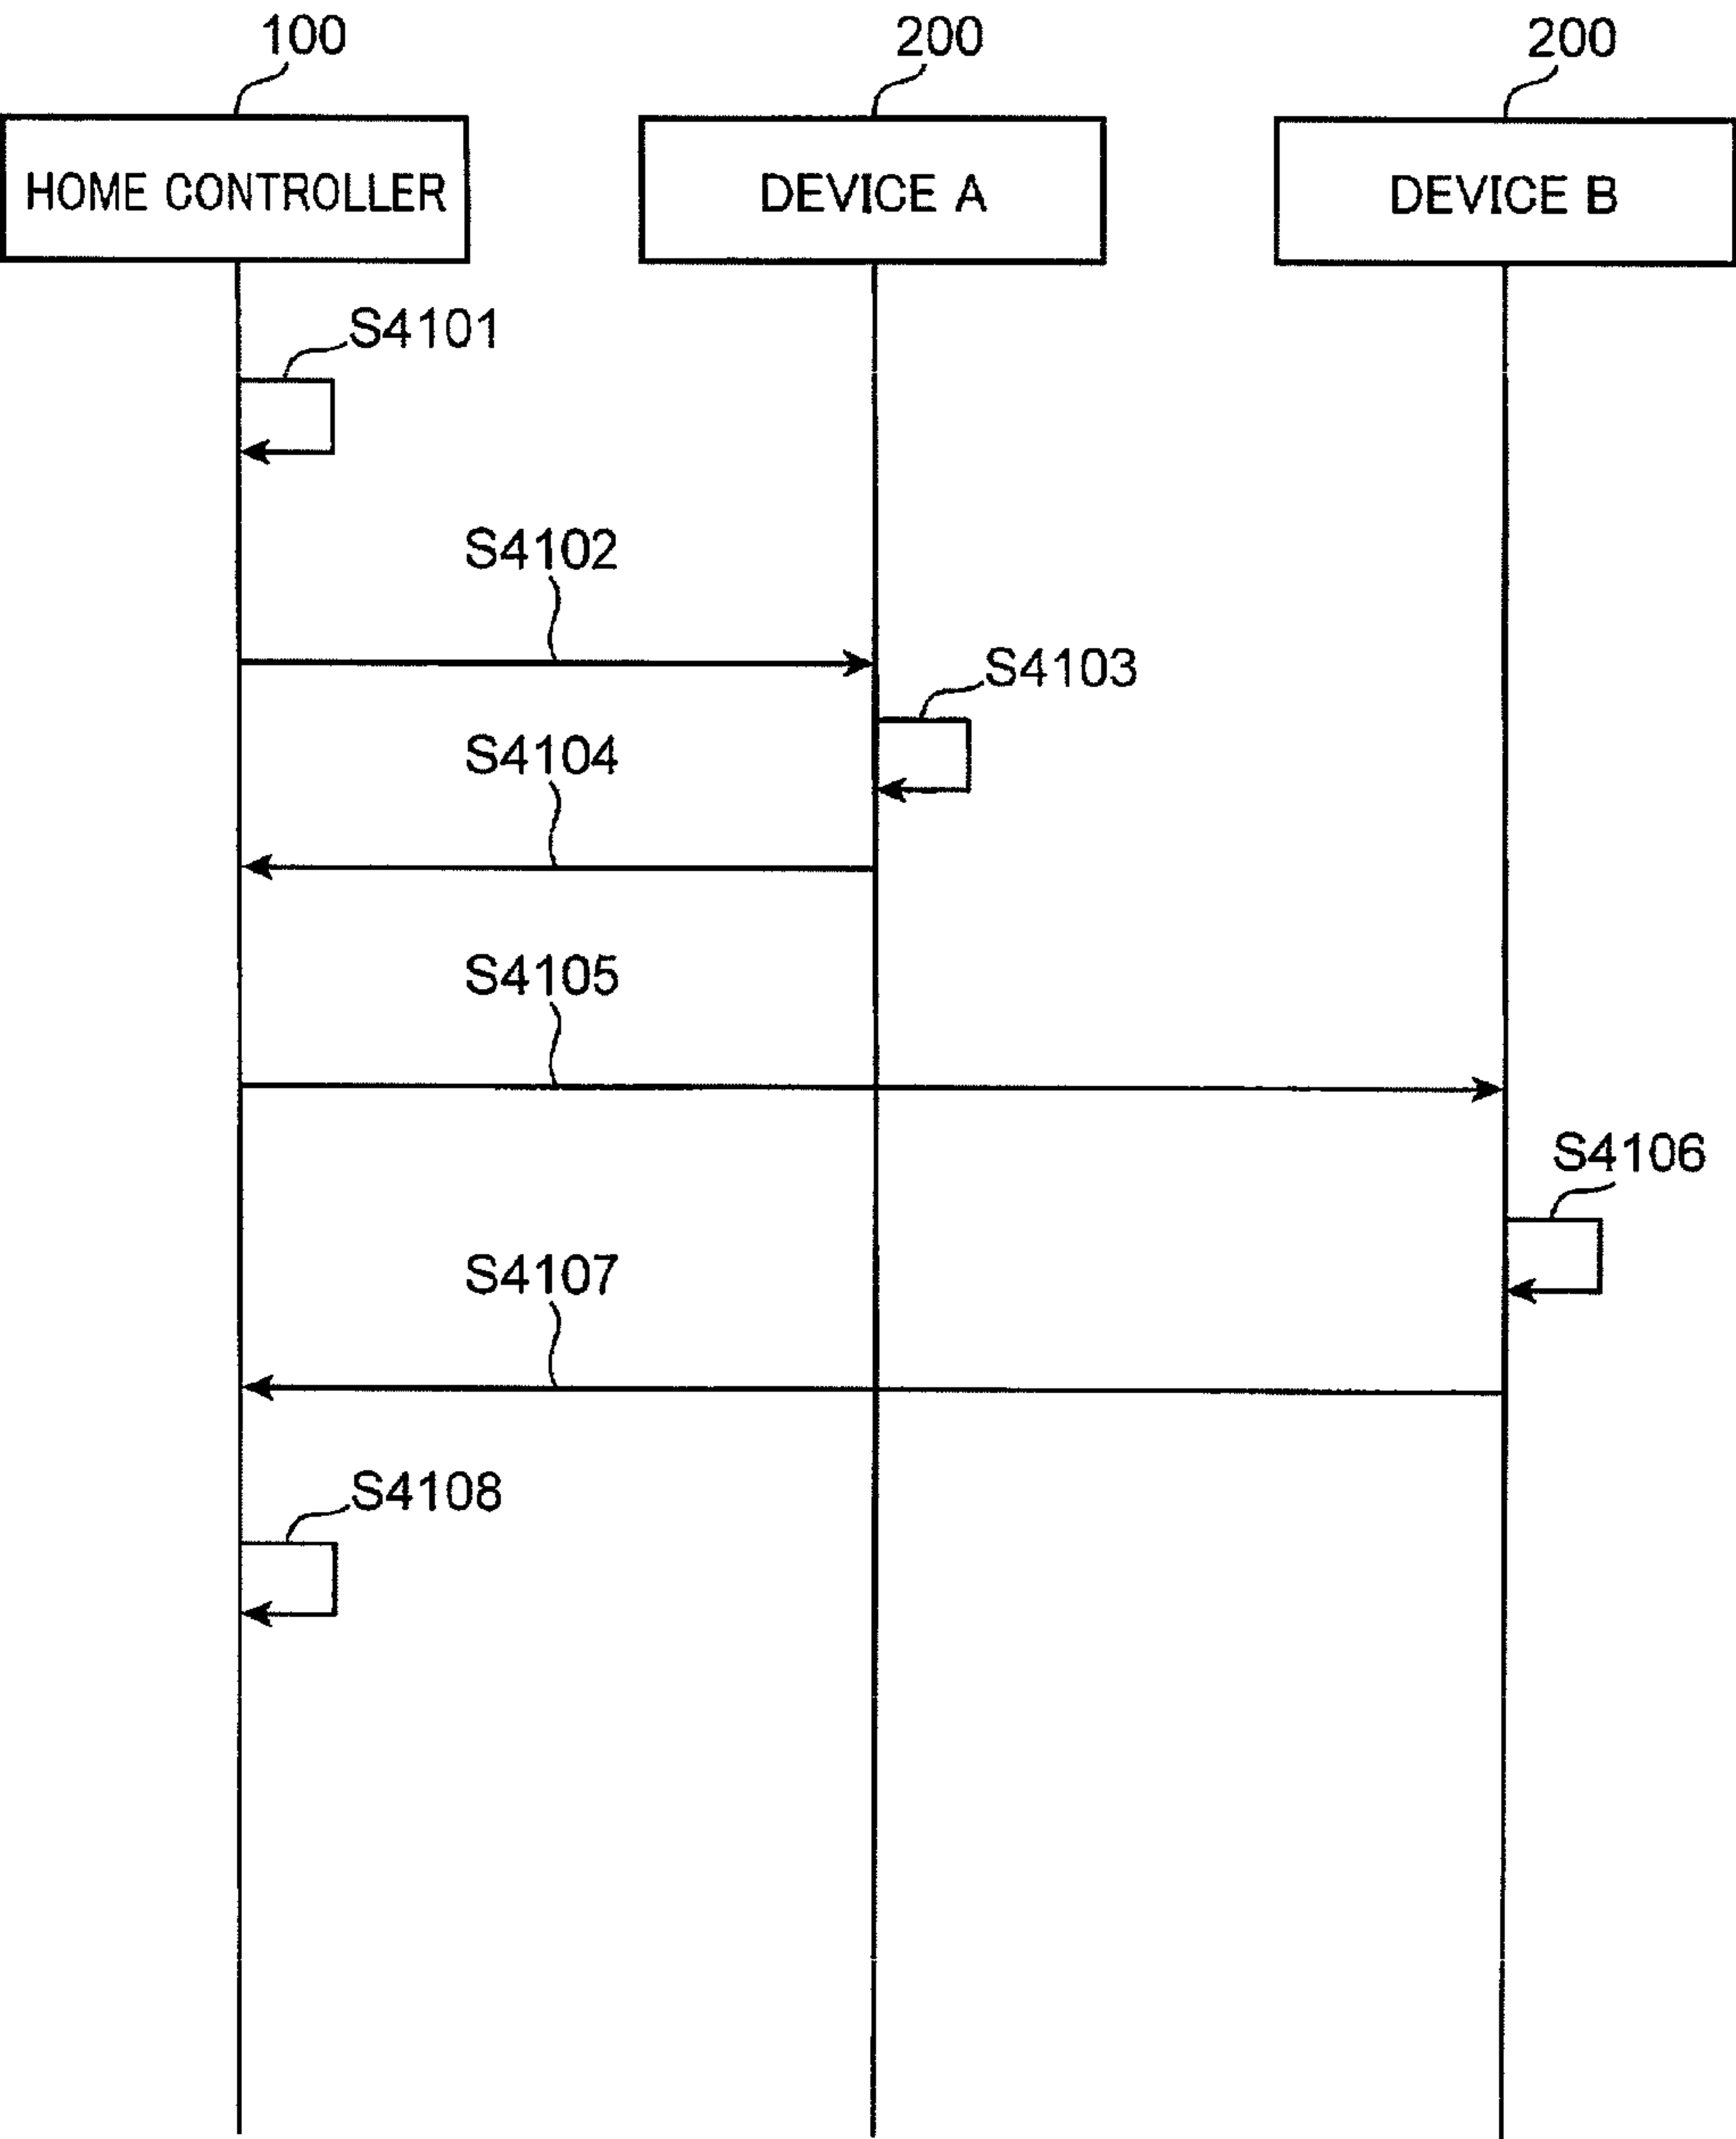 100
200
200
HOME CONTROLLER
DEVICE A
DEVICE B
S4101
S4102
S4103
S4104
S4105
S4106
S4107
S4108